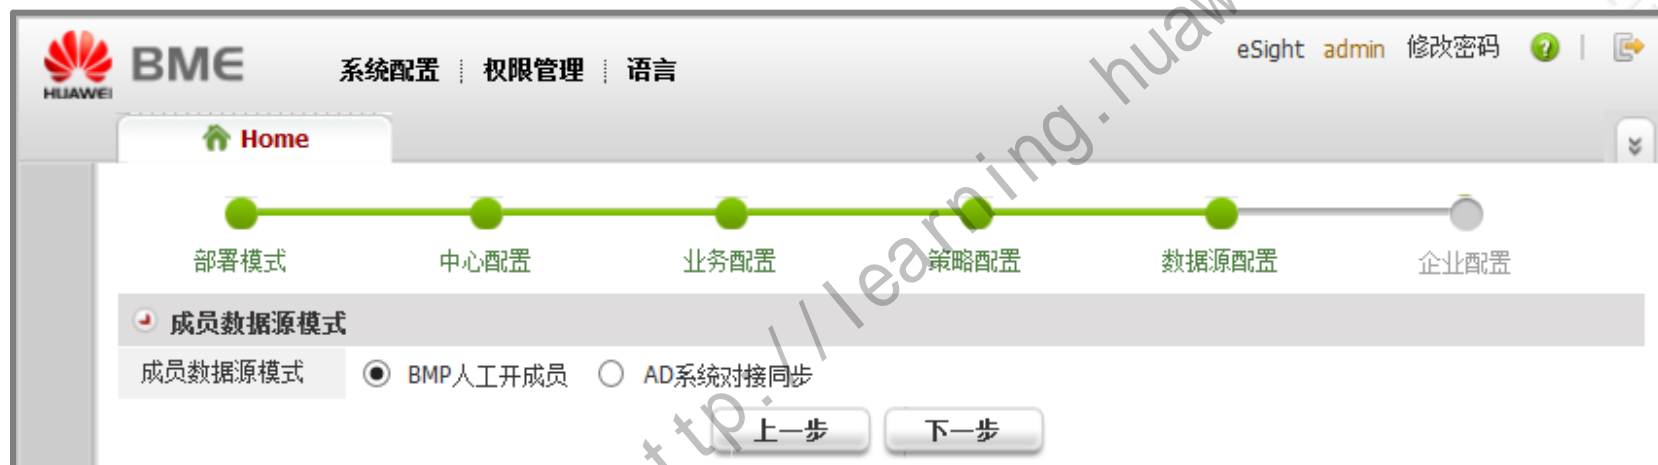 HUAWEI BME 系统配置 权限管理 语言 eSight admin 修改密码
Home
部署模式 中心配置 业务配置 策略配置 数据源配置 企业配置
成员数据源模式
成员数据源模式 BMP人工开成员 AD系统对接同步
上一步 下一步
ttp://learning.huaw